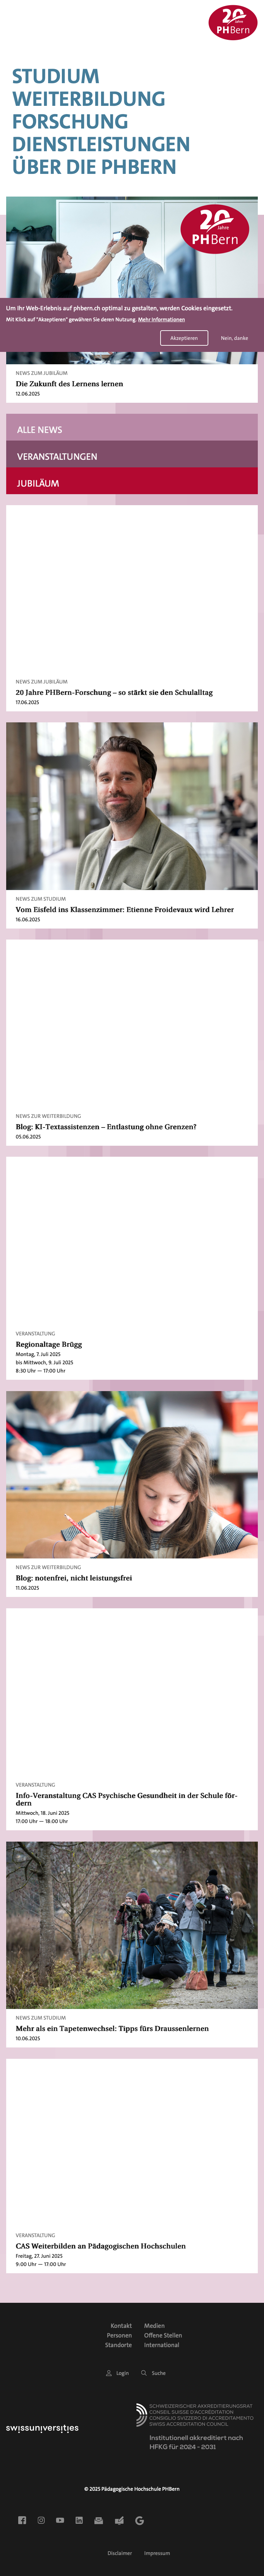 20 Jahre
PHBern
STUDIUM
WEITERBILDUNG
FORSCHUNG
DIENSTLEISTUNGEN
ÜBER DIE PHBERN
20 Jahre
PHBern
Um Ihr Web-Erlebnis auf phbern.ch optimal zu gestalten, werden Cookies eingesetzt.
Mit Klick auf "Akzeptieren" gewähren Sie deren Nutzung. Mehr Informationen
Akzeptieren
Nein, danke
NEWS ZUM JUBILÄUM
Die Zukunft des Lernens lernen
12.06.2025
ALLE NEWS
VERANSTALTUNGEN
JUBILÄUM
NEWS ZUM JUBILÄUM
20 Jahre PHBern-Forschung – so stärkt sie den Schulalltag
17.06.2025
NEWS ZUM STUDIUM
Vom Eisfeld ins Klassenzimmer: Etienne Froidevaux wird Lehrer
16.06.2025
NEWS ZUR WEITERBILDUNG
Blog: KI-Textassistenzen – Entlastung ohne Grenzen?
05.06.2025
VERANSTALTUNG
Regionaltage Brügg
Montag, 7. Juli 2025
bis Mittwoch, 9. Juli 2025
8:30 Uhr — 17:00 Uhr
NEWS ZUR WEITERBILDUNG
Blog: notenfrei, nicht leistungsfrei
11.06.2025
VERANSTALTUNG
Info-Veranstaltung CAS Psychische Gesundheit in der Schule för-
dern
Mittwoch, 18. Juni 2025
17:00 Uhr — 18:00 Uhr
NEWS ZUM STUDIUM
Mehr als ein Tapetenwechsel: Tipps fürs Draussenlernen
10.06.2025
VERANSTALTUNG
CAS Weiterbilden an Pädagogischen Hochschulen
Freitag, 27. Juni 2025
9:00 Uhr — 17:00 Uhr
Kontakt
Personen
Standorte
Medien
Offene Stellen
International
Login
Suche
swissuniversities
SCHWEIZERISCHER AKKREDITIERUNGSRAT
CONSEIL SUISSE D'ACCRÉDITATION
CONSIGLIO SVIZZERO DI ACCREDITAMENTO
SWISS ACCREDITATION COUNCIL
Institutionell akkreditiert nach
HFKG für 2024 - 2031
© 2025 Pädagogische Hochschule PHBern
Disclaimer
Impressum